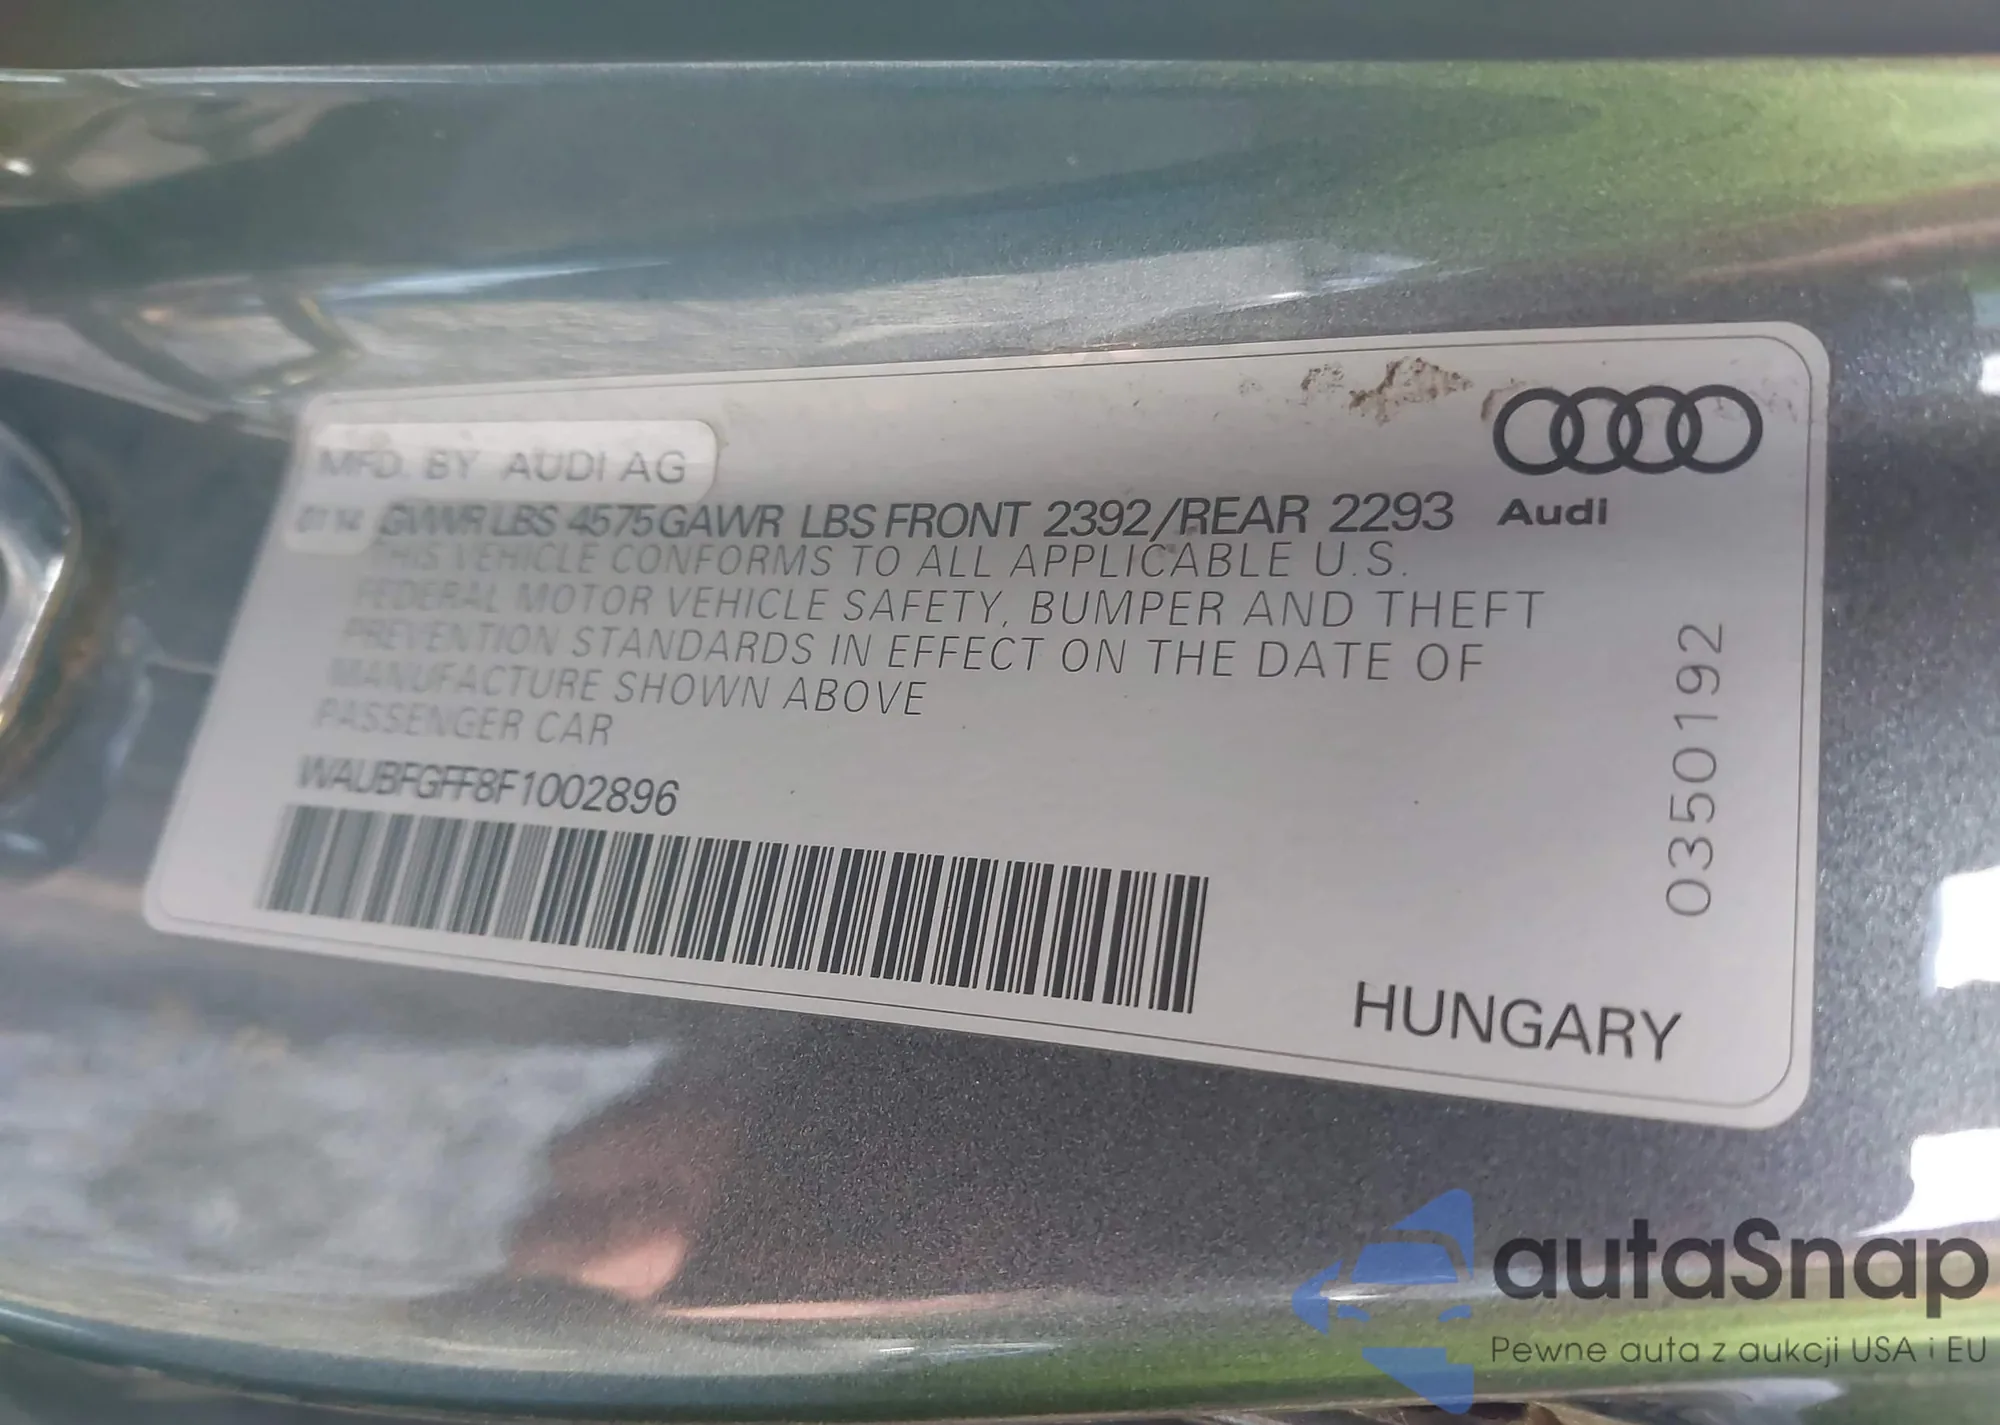 MFD. BY AUDI AG
01 14 GVWR LBS 4575 GAWR LBS FRONT 2392/REAR 2293
Audi
THIS VEHICLE CONFORMS TO ALL APPLICABLE U.S.
FEDERAL MOTOR VEHICLE SAFETY, BUMPER AND THEFT
PREVENTION STANDARDS IN EFFECT ON THE DATE OF
MANUFACTURE SHOWN ABOVE
PASSENGER CAR
WAUBFGFF8F1002896
0350192
HUNGARY
autaSnap
Pewne auta z aukcji USA i EU